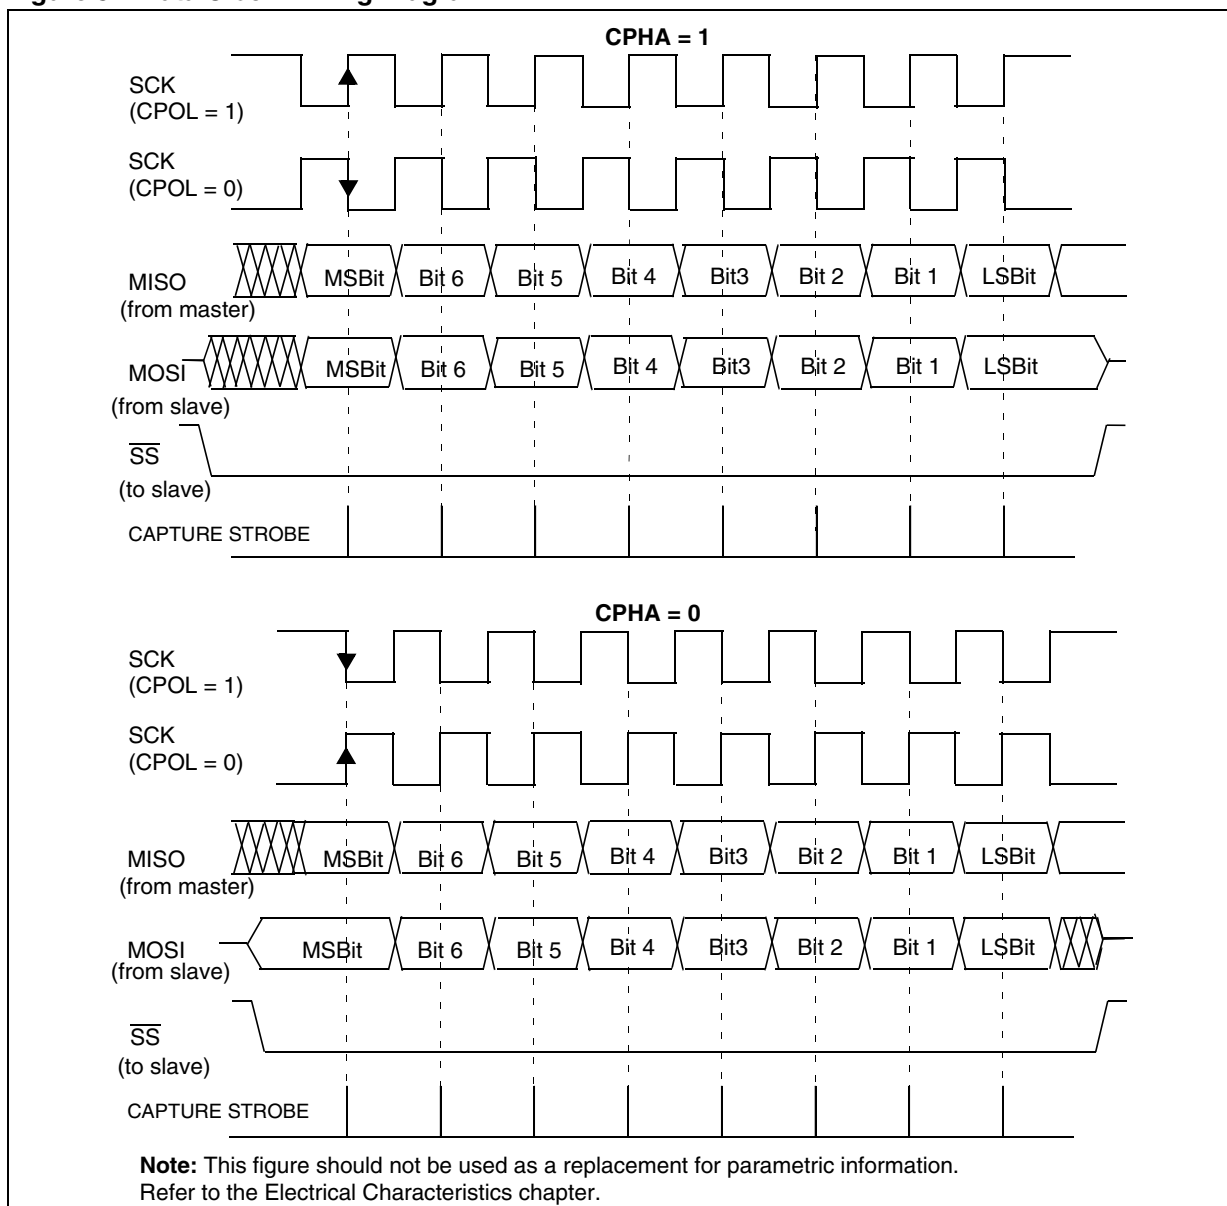 CPHA = 1
SCK
(CPOL = 1)
SCK
(CPOL = 0)
MISO
(from master)
MSBit Bit 6 Bit 5 Bit 4 Bit3 Bit 2 Bit 1 LSBit
MOSI
(from slave)
MSBit Bit 6 Bit 5 Bit 4 Bit3 Bit 2 Bit 1 LSBit
SS
(to slave)
CAPTURE STROBE
CPHA = 0
SCK
(CPOL = 1)
SCK
(CPOL = 0)
MISO
(from master)
MSBit Bit 6 Bit 5 Bit 4 Bit3 Bit 2 Bit 1 LSBit
MOSI
(from slave)
MSBit Bit 6 Bit 5 Bit 4 Bit3 Bit 2 Bit 1 LSBit
SS
(to slave)
CAPTURE STROBE
Note: This figure should not be used as a replacement for parametric information.
Refer to the Electrical Characteristics chapter.